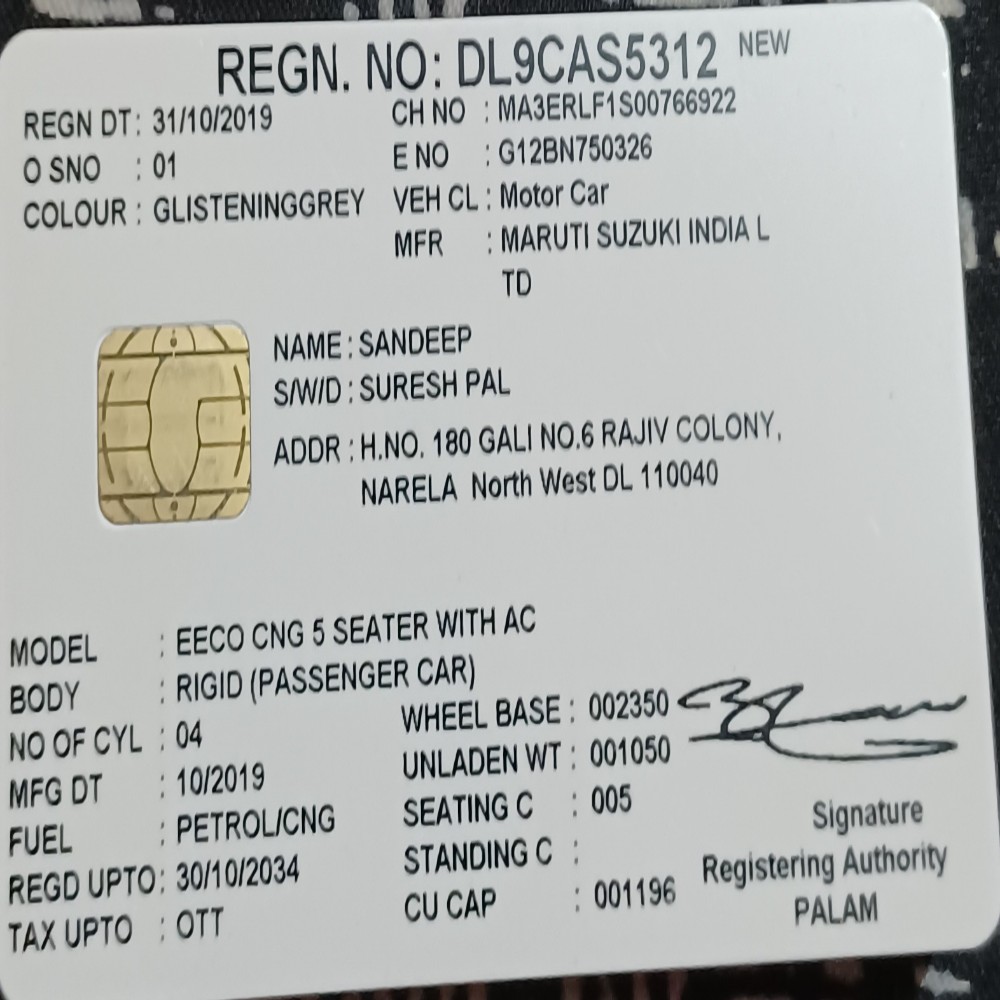 REGN. NO: DL9CAS5312 NEW
REGN DT: 31/10/2019
CH NO : MA3ERLF1S00766922
O SNO : 01
E NO : G12BN750326
COLOUR : GLISTENINGGREY
VEH CL : Motor Car
MFR : MARUTI SUZUKI INDIA L
TD
NAME : SANDEEP
S/W/D : SURESH PAL
ADDR : H.NO. 180 GALI NO.6 RAJIV COLONY,
NARELA North West DL 110040
MODEL : EECO CNG 5 SEATER WITH AC
BODY : RIGID (PASSENGER CAR)
NO OF CYL : 04
WHEEL BASE : 002350
MFG DT : 10/2019
UNLADEN WT : 001050
FUEL : PETROL/CNG
SEATING C : 005
REGD UPTO: 30/10/2034
STANDING C :
TAX UPTO : OTT
CU CAP : 001196
Signature
Registering Authority
PALAM